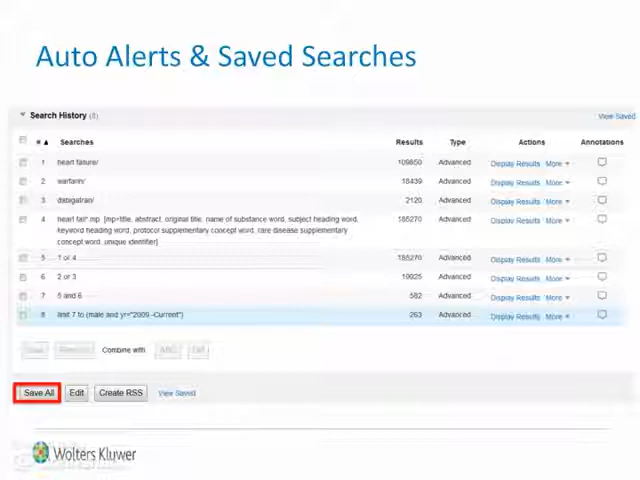 Auto Alerts & Saved Searches
Search History (8) View Saved
# ▲ Searches Results Type Actions Annotations
1 heart failure/ 109850 Advanced Display Results More
2 warfarin/ 18439 Advanced Display Results More
3 dabigatran/ 2120 Advanced Display Results More
4 heart fail*.mp. [mp=title, abstract, original title, name of substance word, subject heading word, 185270 Advanced Display Results More
keyword heading word, protocol supplementary concept word, rare disease supplementary
concept word, unique identifier]
5 1 or 4 185270 Advanced Display Results More
6 2 or 3 19925 Advanced Display Results More
7 5 and 6 582 Advanced Display Results More
8 limit 7 to (male and yr="2009 -Current") 263 Advanced Display Results More
Combine with
Save All Edit Create RSS View Saved
Wolters Kluwer